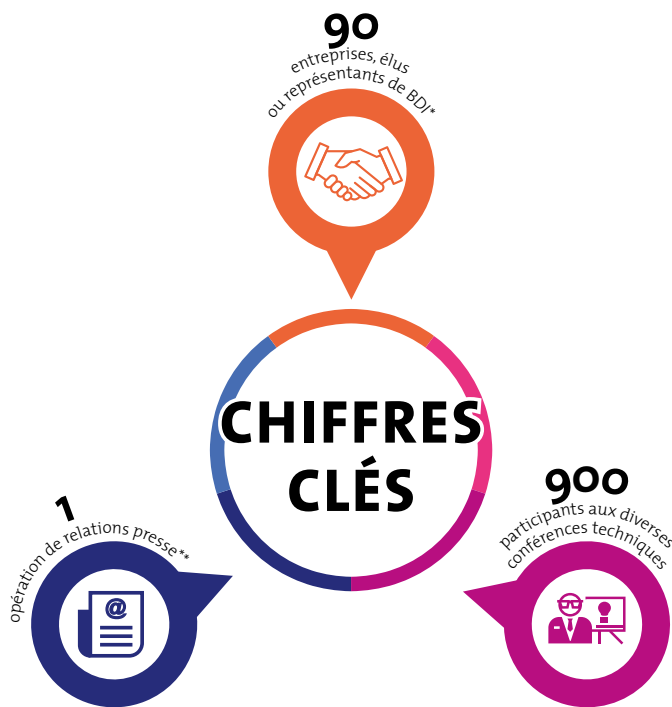 90
entreprises, élus
ou représentants de BDI*
CHIFFRES
CLÉS
1
opération de relations presse**
@
900
participants aux diverses
conférences techniques